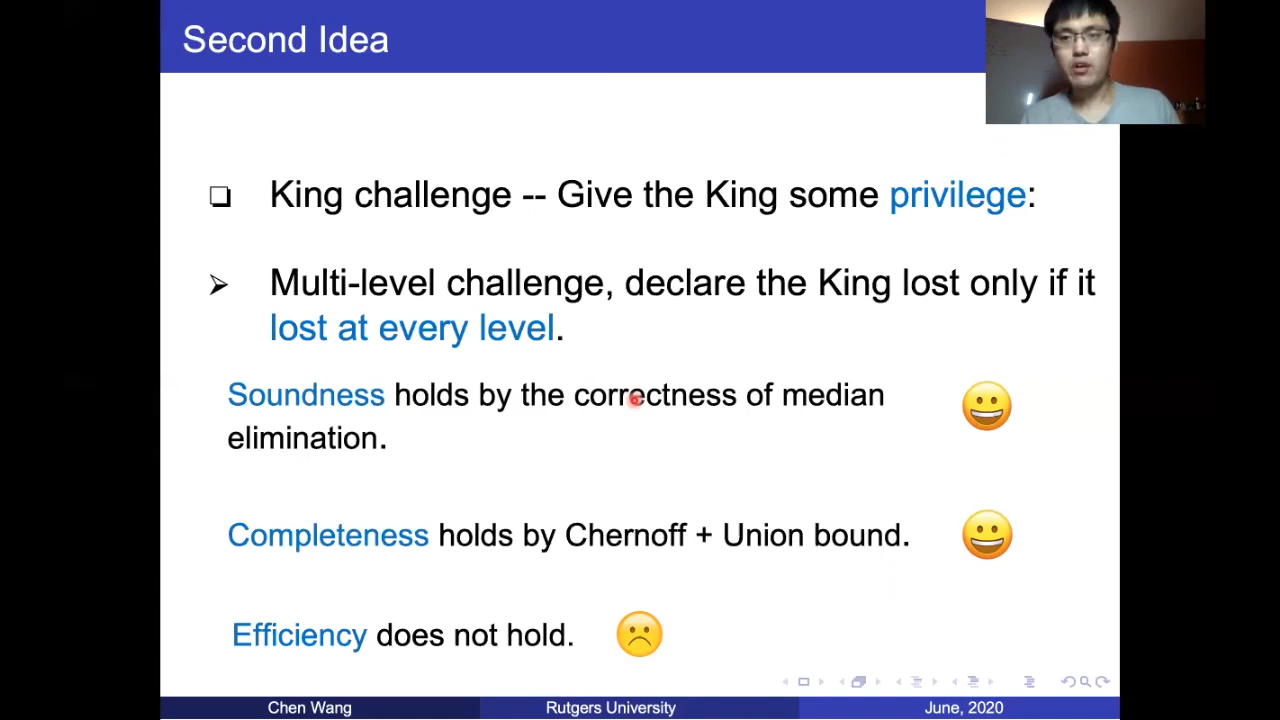 Second Idea
King challenge -- Give the King some privilege:
Multi-level challenge, declare the King lost only if it
lost at every level.
Soundness holds by the correctness of median
elimination.
Completeness holds by Chernoff + Union bound.
Efficiency does not hold.
Chen Wang Rutgers University June, 2020